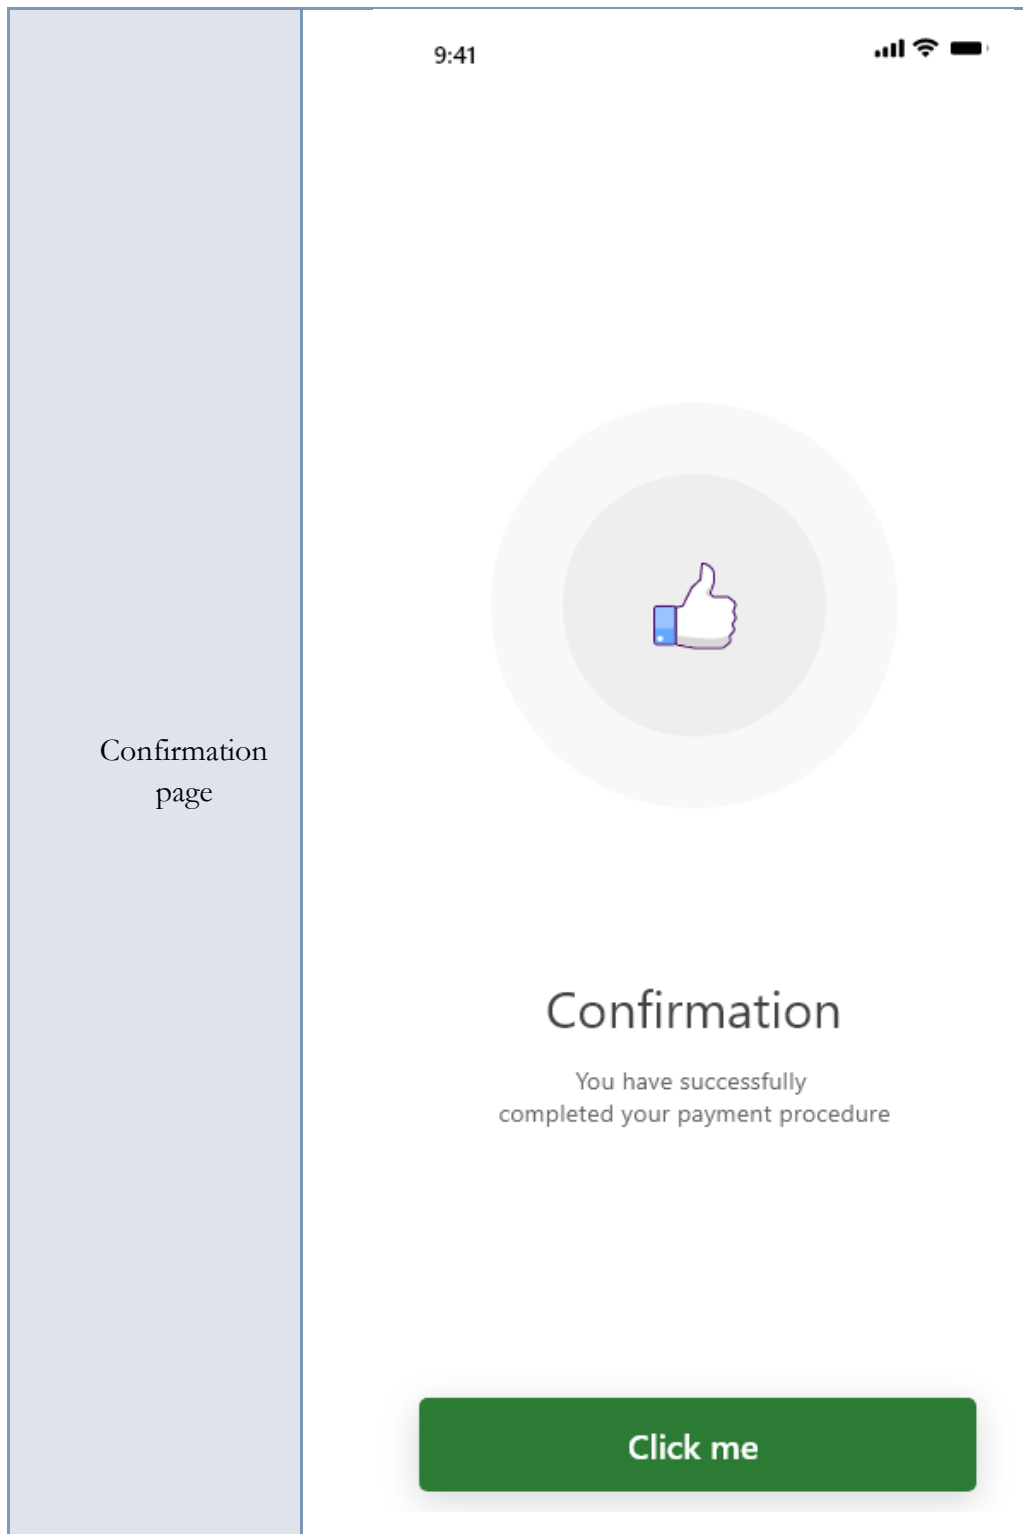 Confirmation
page
9:41
Confirmation
You have successfully
completed your payment procedure
Click me